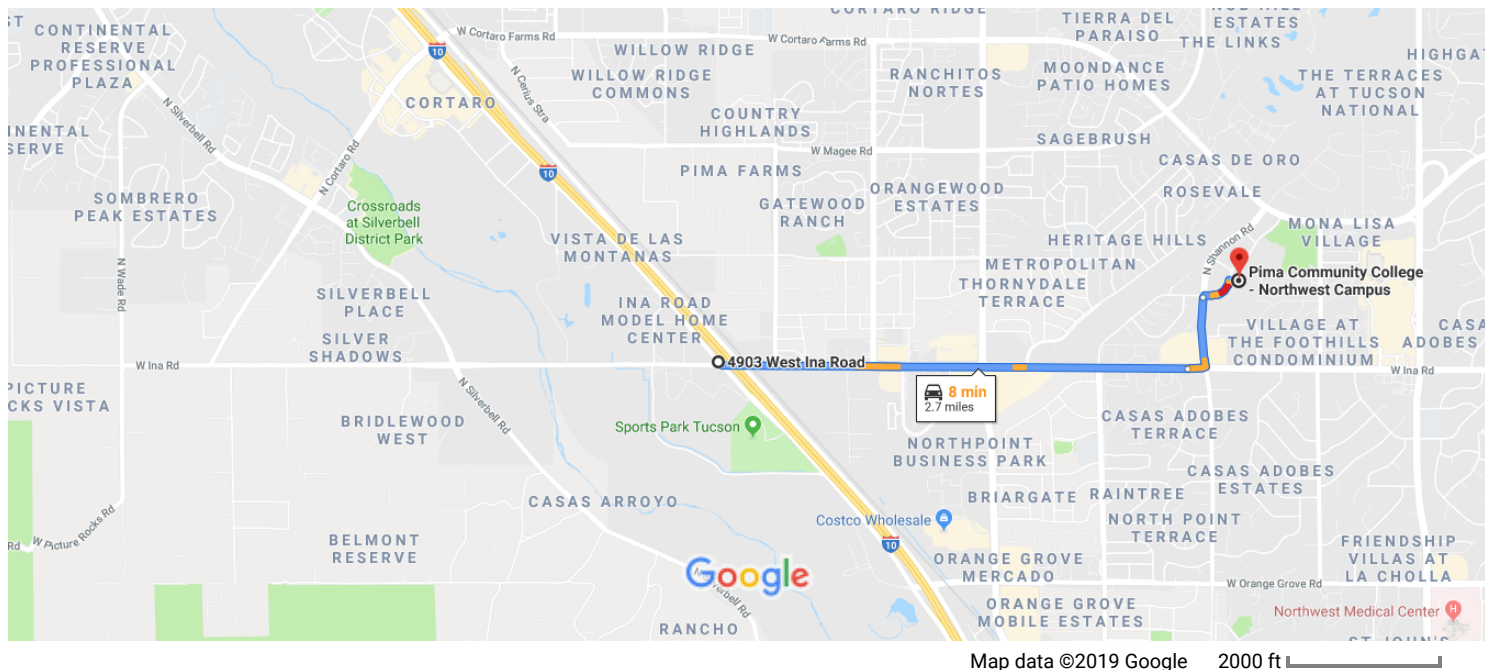 CONTINENTAL
RESERVE
PROFESSIONAL
PLAZA
W Cortaro Farms Rd
10
WILLOW RIDGE
W Cortaro Farms Rd
CORTARO RIDGE
TIERRA DEL
PARAISO
ESTATES
THE LINKS
HIGHGAT
WILLOW RIDGE
COMMONS
RANCHITOS
NORTES
MOONDANCE
PATIO HOMES
THE TERRACES
AT TUCSON
NATIONAL
CORTARO
N Cerius Stra
N Silverbell Rd
COUNTRY
HIGHLANDS
SAGEBRUSH
W Magee Rd
N Cortaro Rd
10
PIMA FARMS
CASAS DE ORO
ROSEVALE
SOMBRERO
PEAK ESTATES
Crossroads
at Silverbell
District Park
ORANGEWOOD
ESTATES
GATEWOOD
RANCH
MONA LISA
VILLAGE
N Shannon Rd
HERITAGE HILLS
VISTA DE LAS
MONTANAS
METROPOLITAN
THORNYDALE
TERRACE
Pima Community College
- Northwest Campus
N Wade Rd
SILVERBELL
PLACE
INA ROAD
MODEL HOME
CENTER
VILLAGE AT
THE FOOTHILLS
CONDOMINIUM
CASA
ADOBES
SILVER
SHADOWS
W Ina Rd
4903 West Ina Road
W Ina Rd
8 min
2.7 miles
PICTURE
CKS VISTA
N Silverbell Rd
BRIDLEWOOD
WEST
Sports Park Tucson
CASAS ADOBES
TERRACE
NORTHPOINT
BUSINESS PARK
CASAS ADOBES
ESTATES
CASAS ARROYO
BRIARGATE
RAINTREE
Costco Wholesale
NORTH POINT
TERRACE
Rd
W Picture Rocks Rd
BELMONT
RESERVE
10
FRIENDSHIP
VILLAS AT
LA CHOLLA
ORANGE GROVE
MERCADO
Google
W Orange Grove Rd
ORANGE GROVE
MOBILE ESTATES
Northwest Medical Center
H
RANCHO
ST JOHN'S
Map data ©2019 Google 2000 ft